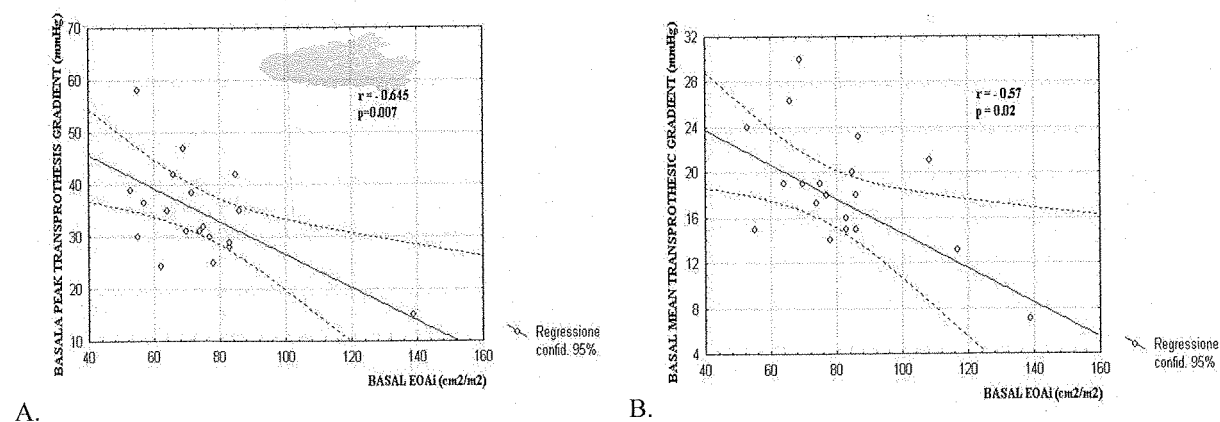 BASALA PEAK TRANSPROTHESIS GRADIENT (mmHg)
70
60
50
40
30
20
10
r = - 0.645
p=0.007
40 60 80 100 120 140 160
BASAL EOAi (cm2/m2)
Regressione
confid. 95%
A.
BASAL MEAN TRANSPROTHESIC GRADIENT (mmHg)
32
28
24
20
16
12
8
4
r = - 0.57
p = 0.02
40 60 80 100 120 140 160
BASAL EOAi (cm2/m2)
Regressione
confid. 95%
B.